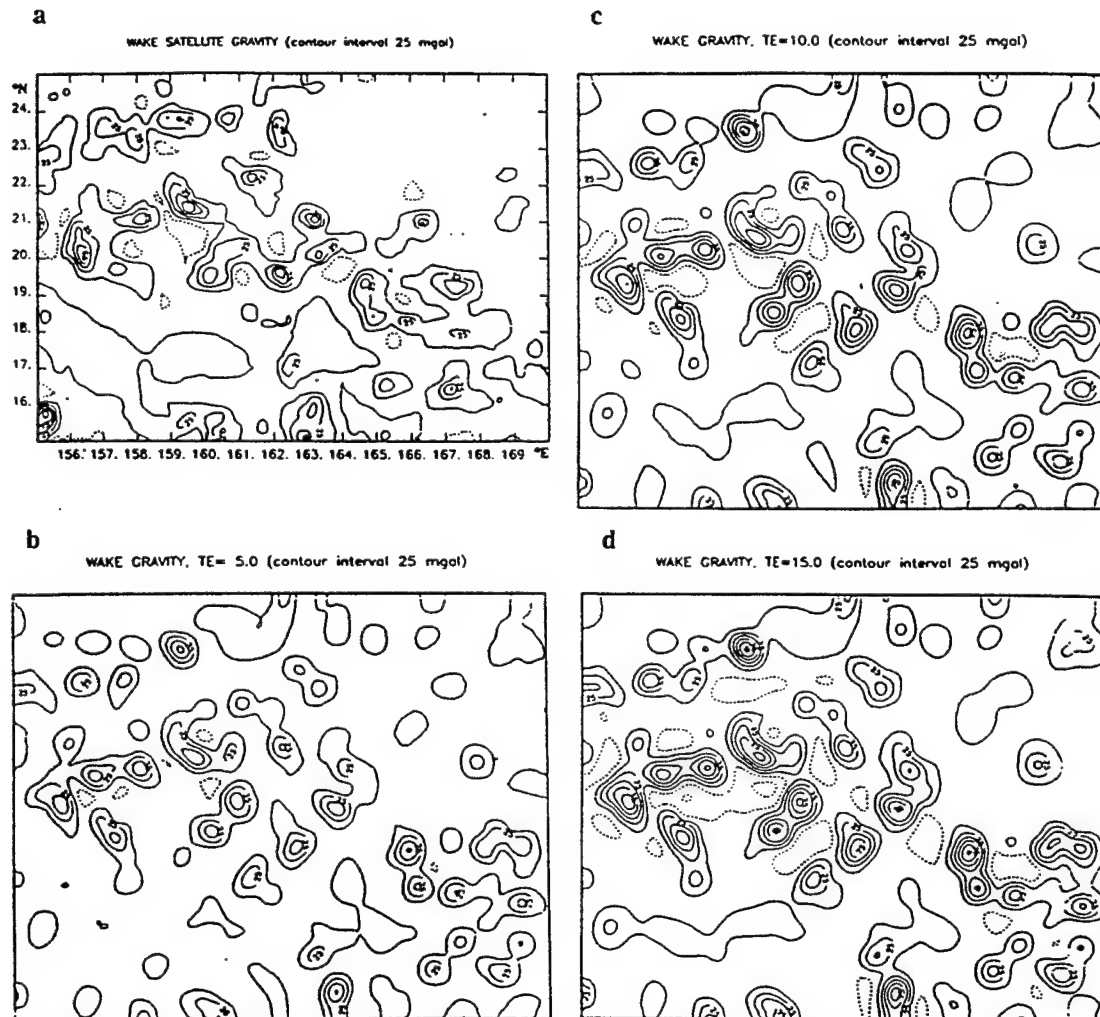 a
WAKE SATELLITE GRAVITY (contour interval 25 mgal)
°N
24.
23.
22.
21.
20.
19.
18.
17.
16.
156. 157. 158. 159. 160. 161. 162. 163. 164. 165. 166. 167. 168. 169 °E
c
WAKE GRAVITY, TE=10.0 (contour interval 25 mgal)
b
WAKE GRAVITY, TE= 5.0 (contour interval 25 mgal)
d
WAKE GRAVITY, TE=15.0 (contour interval 25 mgal)